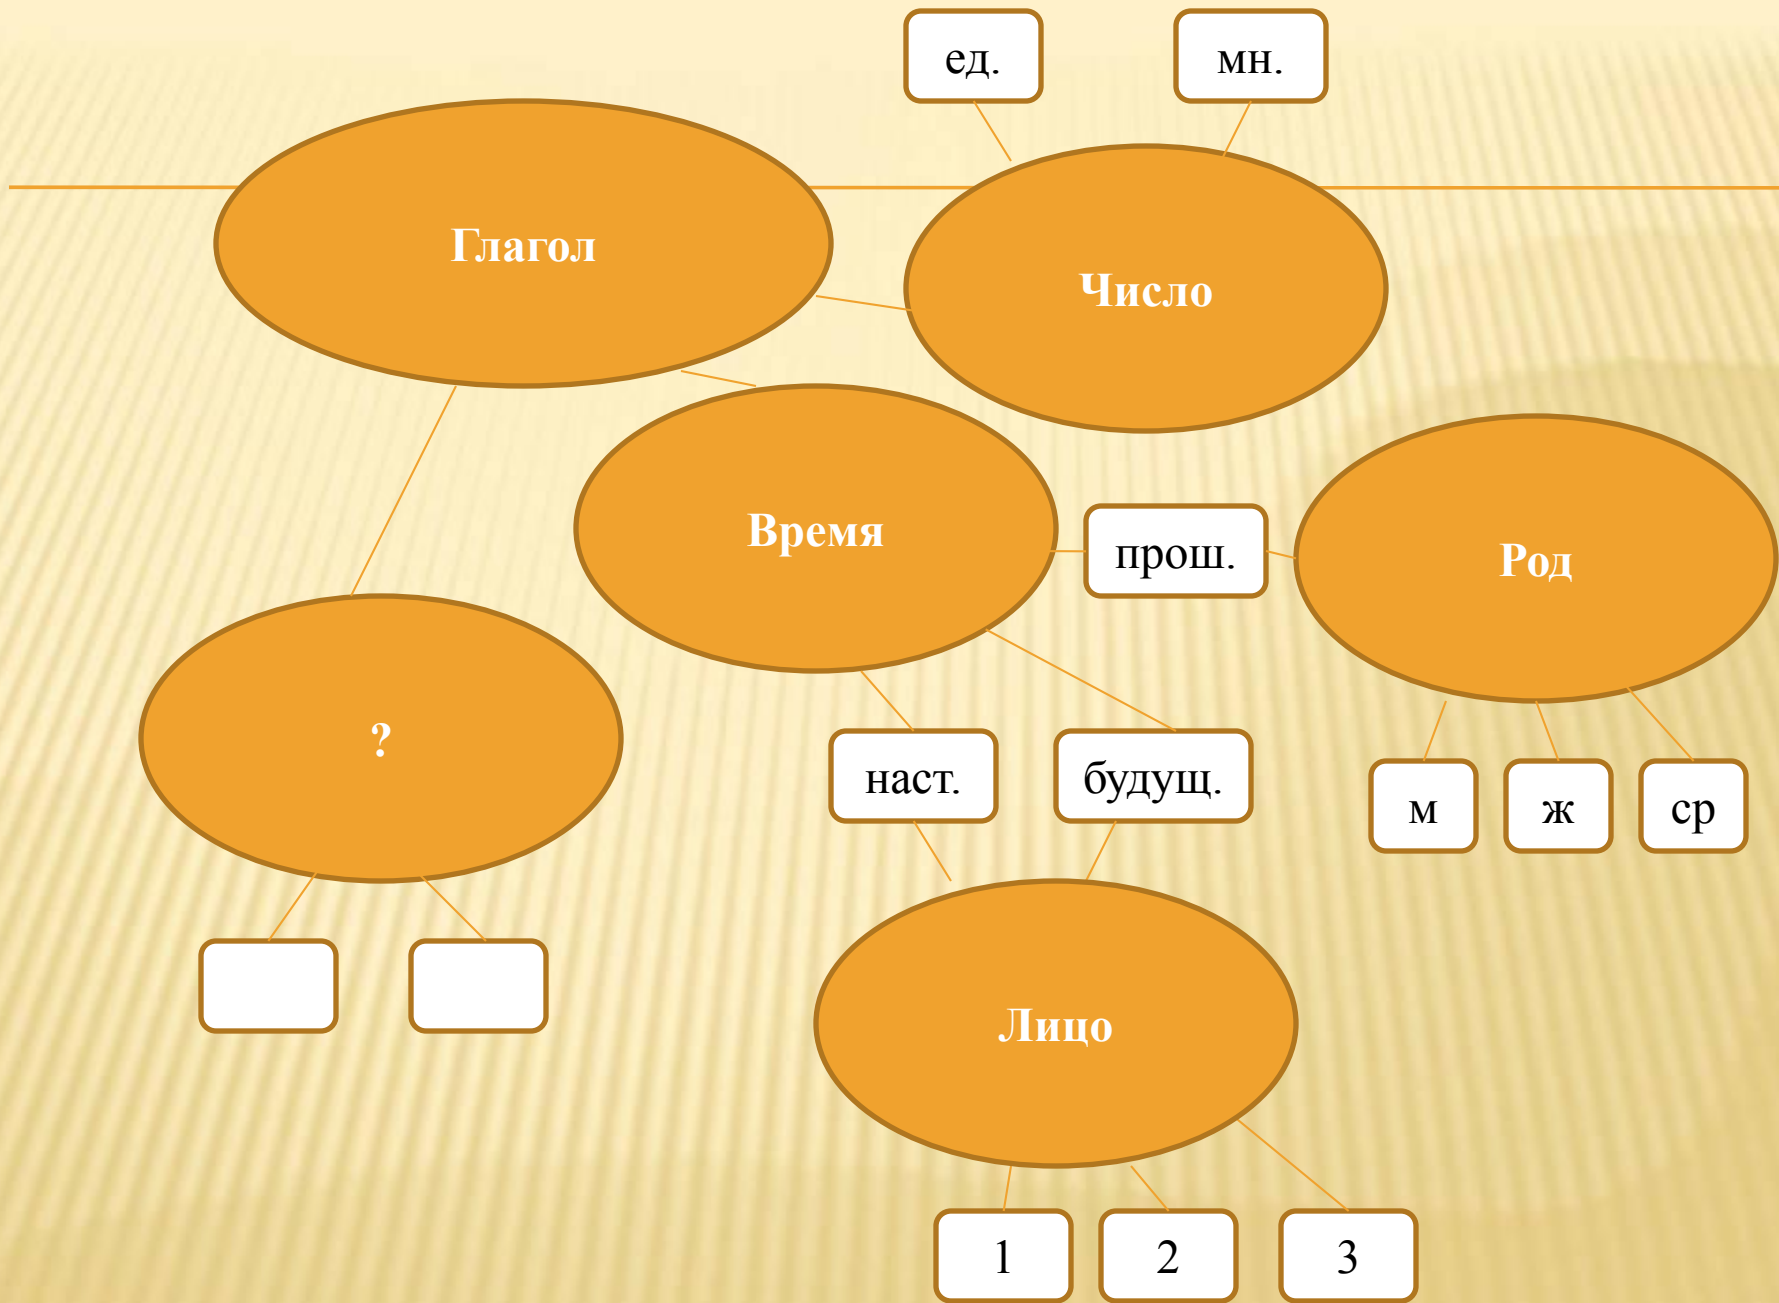 ед.
мн.
Глагол
Число
Время
прош.
Род
?
наст.
будущ.
м
ж
ср
Лицо
1
2
3